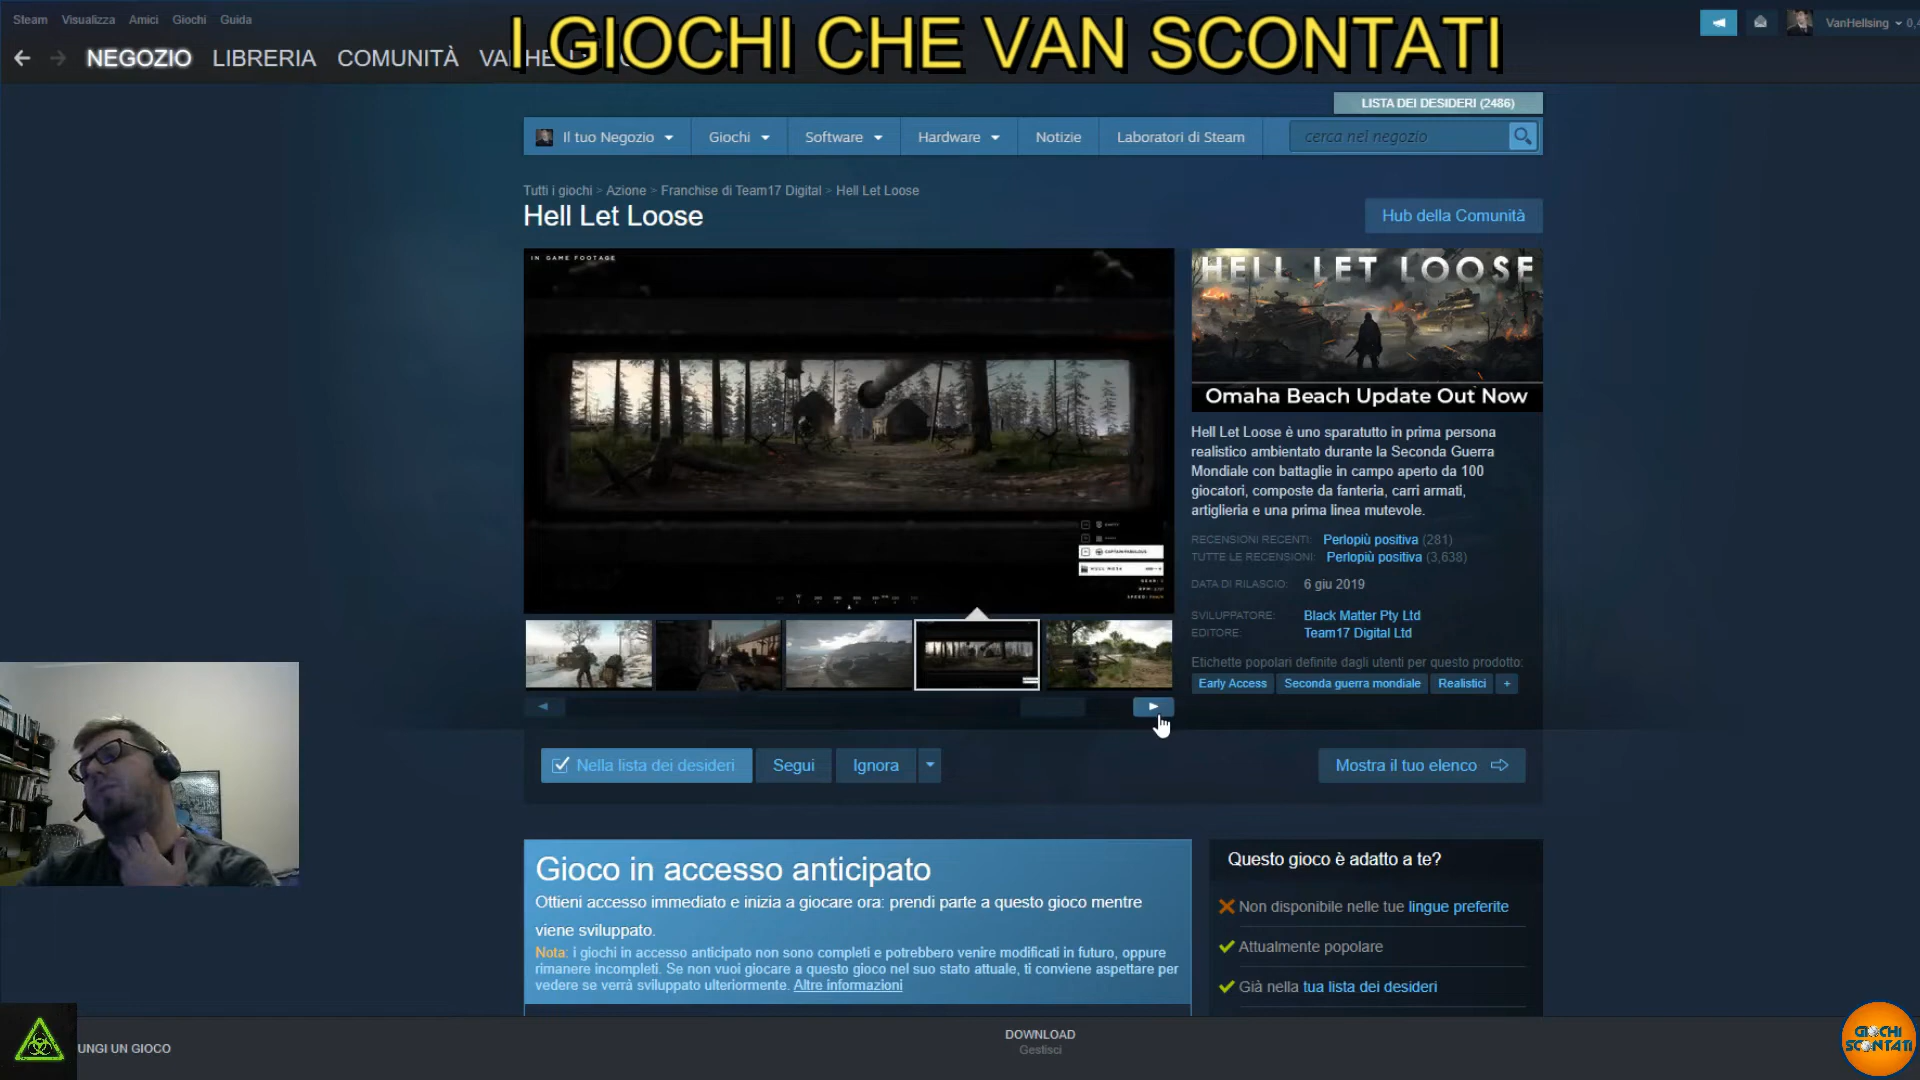 Steam Visualizza Amici Giochi Guida
I GIOCHI CHE VAN SCONTATI
VanHellsing
NEGOZIO LIBRERIA COMUNITÀ
LISTA DEI DESIDERI (2486)
Il tuo Negozio Giochi Software Hardware Notizie Laboratori di Steam cerca nel negozio
Tutti i giochi > Azione > Franchise di Team17 Digital > Hell Let Loose
Hell Let Loose
Hub della Comunità
IN GAME FOOTAGE
HELL LET LOOSE
Omaha Beach Update Out Now
Hell Let Loose è uno sparatutto in prima persona
realistico ambientato durante la Seconda Guerra
Mondiale con battaglie in campo aperto da 100
giocatori, composte da fanteria, carri armati,
artiglieria e una prima linea mutevole.
RECENSIONI RECENTI: Perlopiù positiva (281)
TUTTE LE RECENSIONI: Perlopiù positiva (3,638)
DATA DI RILASCIO: 6 giu 2019
SVILUPPATORE: Black Matter Pty Ltd
EDITORE: Team17 Digital Ltd
Etichette popolari definite dagli utenti per questo prodotto:
Early Access Seconda guerra mondiale Realistici +
Nella lista dei desideri Segui Ignora
Mostra il tuo elenco
Gioco in accesso anticipato
Ottieni accesso immediato e inizia a giocare ora: prendi parte a questo gioco mentre
viene sviluppato.
Nota: i giochi in accesso anticipato non sono completi e potrebbero venire modificati in futuro, oppure
rimanere incompleti. Se non vuoi giocare a questo gioco nel suo stato attuale, ti conviene aspettare per
vedere se verrà sviluppato ulteriormente. Altre informazioni
Questo gioco è adatto a te?
Non disponibile nelle tue lingue preferite
Attualmente popolare
Già nella tua lista dei desideri
UNGI UN GIOCO
DOWNLOAD
Gestisci
GIOCHI
SCONTATI